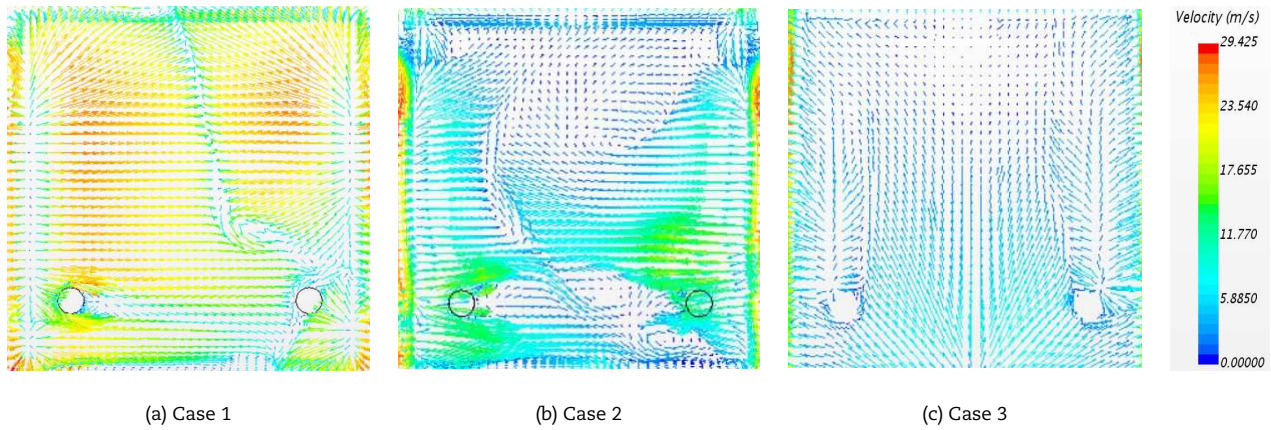 Velocity (m/s)
29.425
23.540
17.655
11.770
5.8850
0.00000
(a) Case 1
(b) Case 2
(c) Case 3